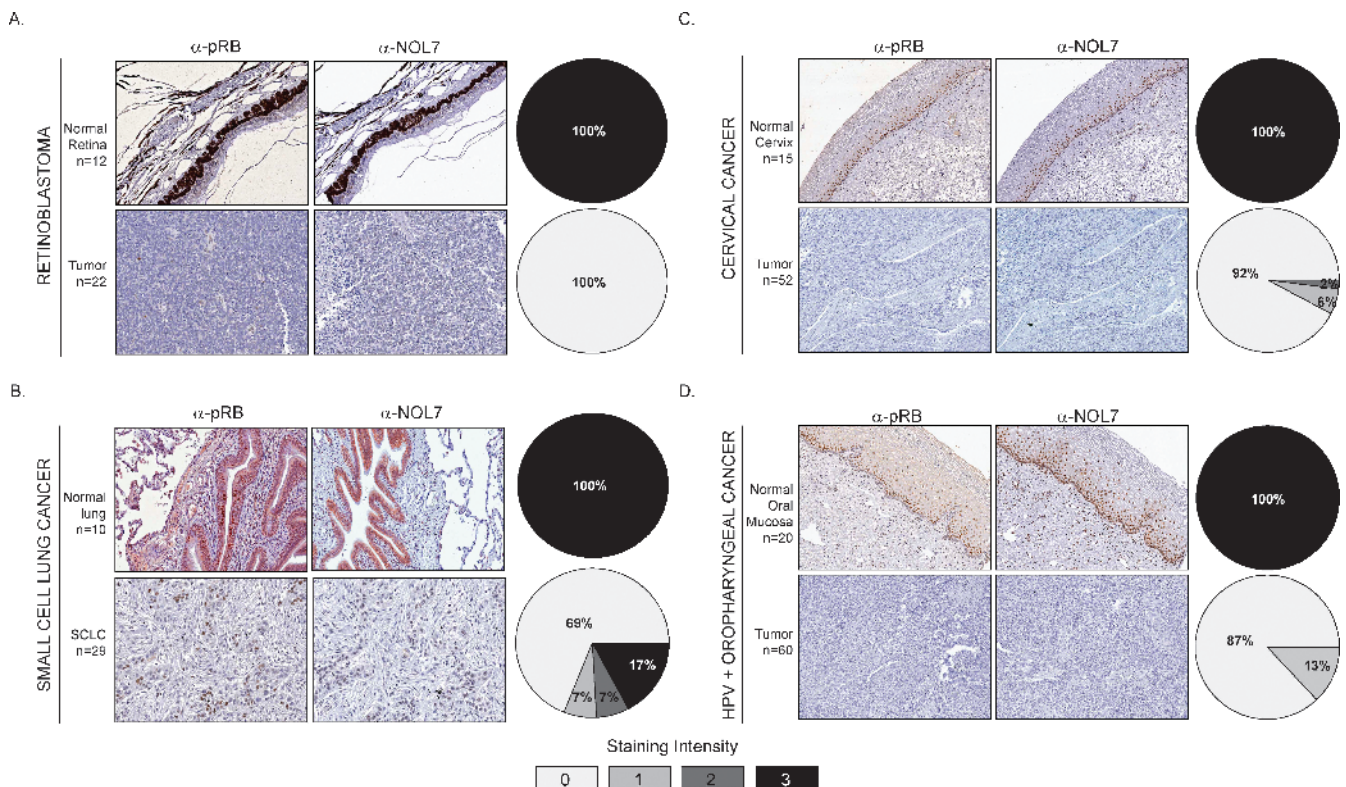 A.
α-pRB
α-NOL7
RETINOBLASTOMA
Normal
Retina
n=12
100%
Tumor
n=22
100%
B.
α-pRB
α-NOL7
SMALL CELL LUNG CANCER
Normal
lung
n=10
100%
SCLC
n=29
69%
17%
7%
7%
C.
α-pRB
α-NOL7
CERVICAL CANCER
Normal
Cervix
n=15
100%
Tumor
n=52
92%
2%
6%
D.
α-pRB
α-NOL7
HPV + OROPHARYNGEAL CANCER
Normal
Oral
Mucosa
n=20
100%
Tumor
n=60
87%
13%
Staining Intensity
0 1 2 3